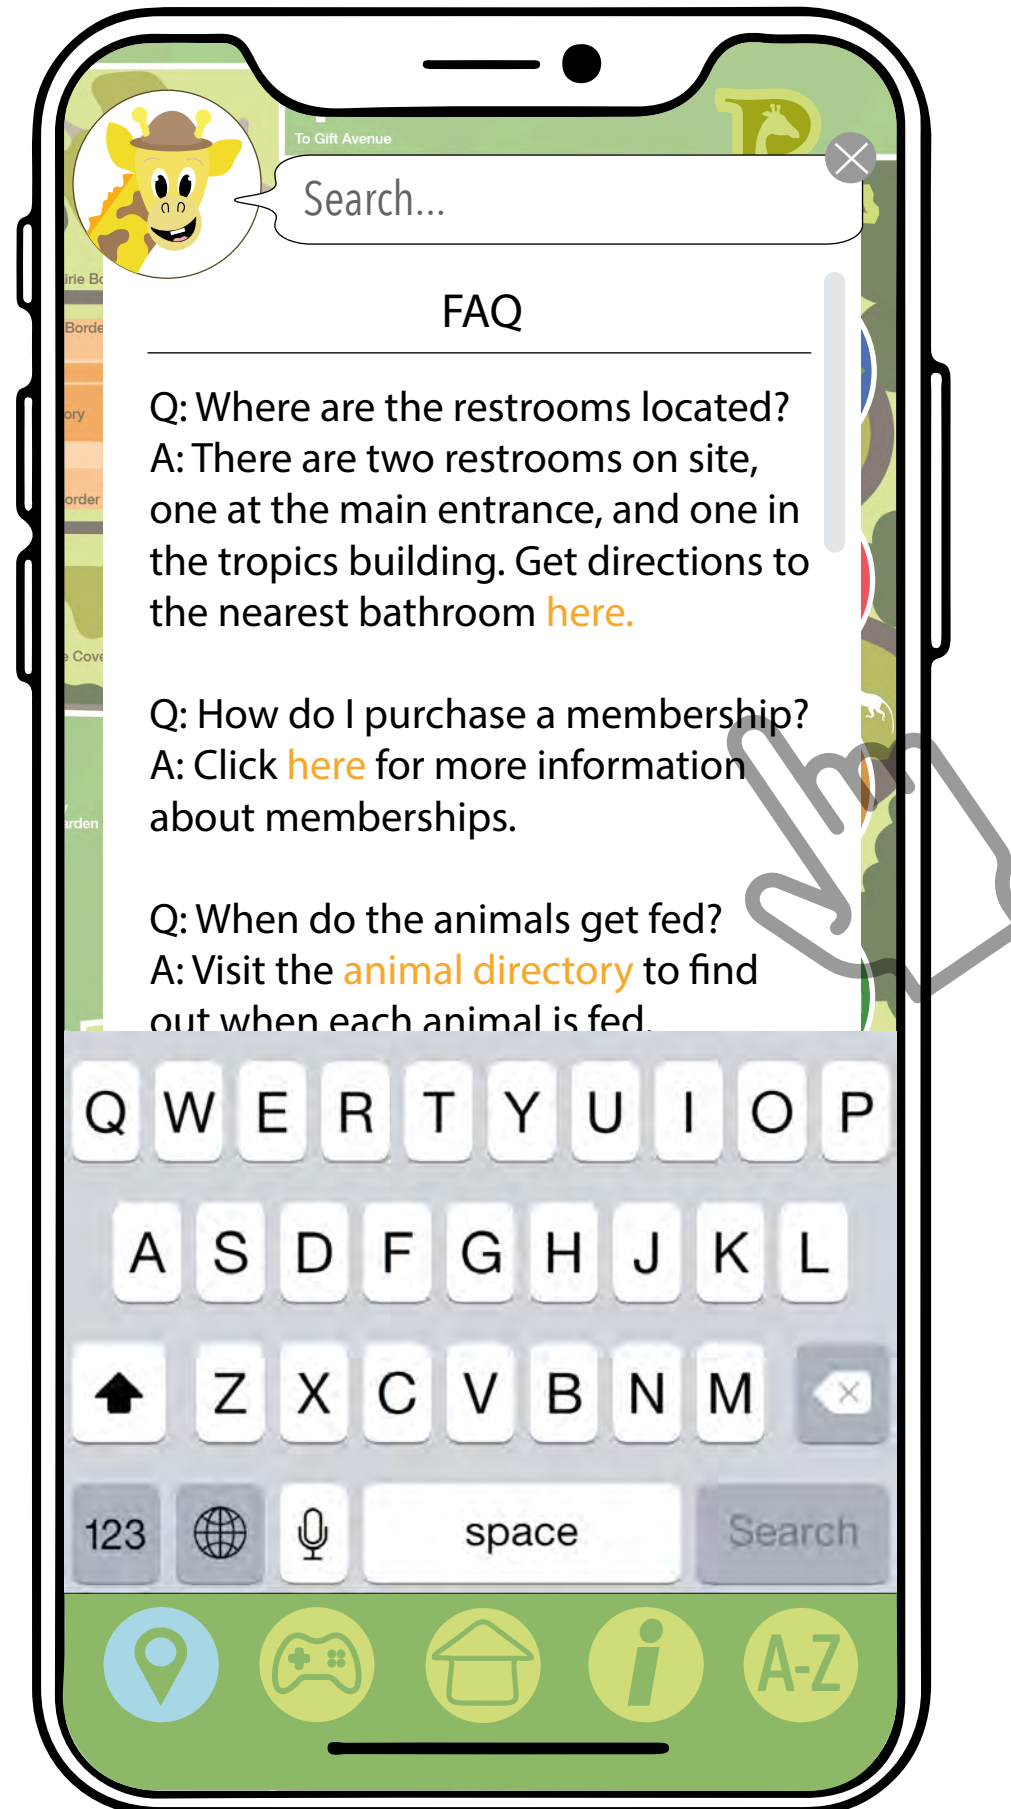 To Gift Avenue
Search...
FAQ
Q: Where are the restrooms located?
A: There are two restrooms on site,
one at the main entrance, and one in
the tropics building. Get directions to
the nearest bathroom here.
Q: How do I purchase a membership?
A: Click here for more information
about memberships.
Q: When do the animals get fed?
A: Visit the animal directory to find
out when each animal is fed.
Q W E R T Y U I O P
A S D F G H J K L
Z X C V B N M
123 space Search
i A-Z